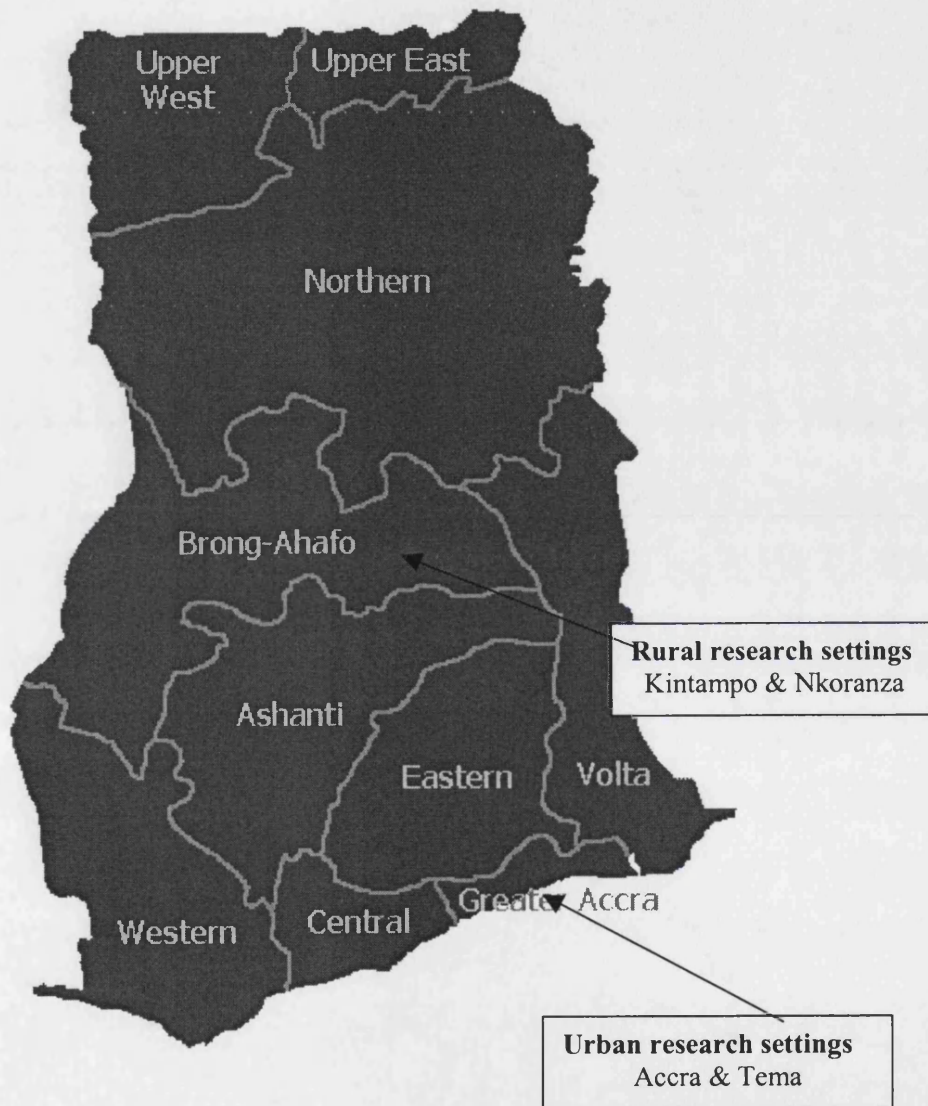 Upper
West
Upper East
Northern
Brong-Ahafo
Rural research settings
Kintampo & Nkoranza
Ashanti
Eastern
Volta
Greater Accra
Central
Western
Urban research settings
Accra & Tema